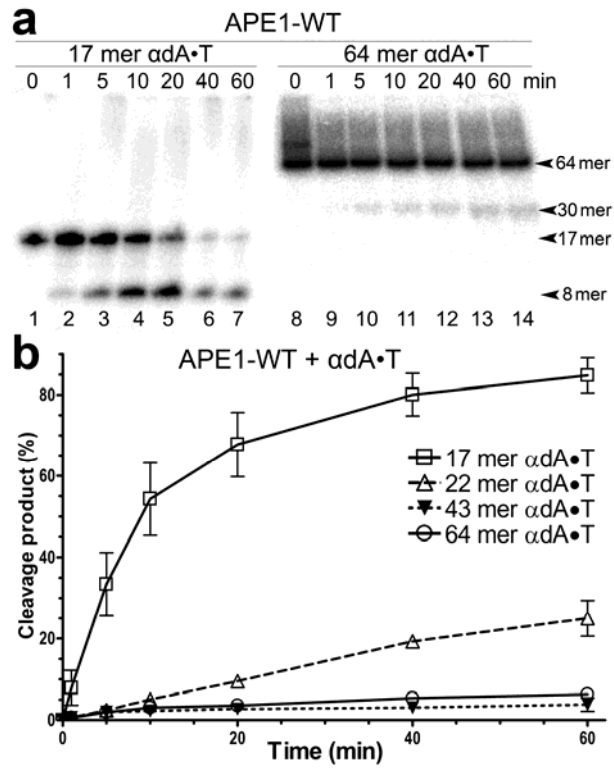 a APE1-WT
17 mer αdA•T 64 mer αdA•T
0 1 5 10 20 40 60 0 1 5 10 20 40 60 min
64 mer
30 mer
17 mer
8 mer
1 2 3 4 5 6 7 8 9 10 11 12 13 14
b APE1-WT + αdA•T
Cleavage product (%)
80
60
40
20
0
17 mer αdA•T
22 mer αdA•T
43 mer αdA•T
64 mer αdA•T
0 20 40 60
Time (min)